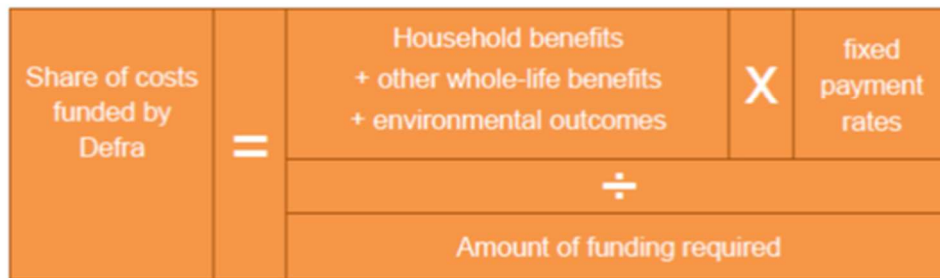 Share of costs
funded by
Defra
=
Household benefits
+ other whole-life benefits
+ environmental outcomes
X
fixed
payment
rates
÷
Amount of funding required